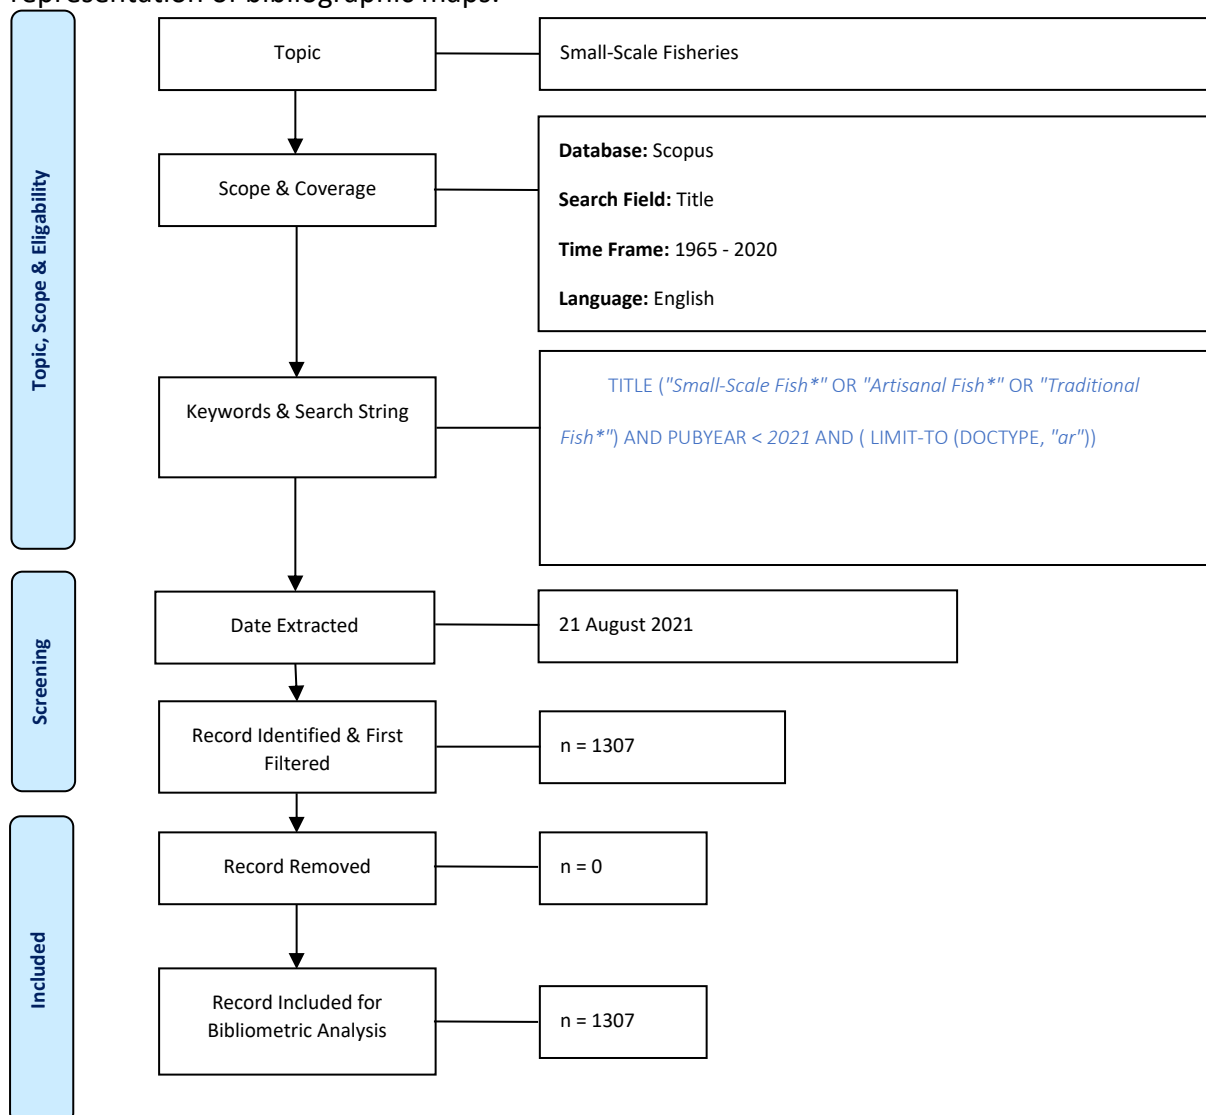 representation of bibliographic maps.
Topic, Scope & Eligability
Topic
Small-Scale Fisheries
Scope & Coverage
Database: Scopus
Search Field: Title
Time Frame: 1965 - 2020
Language: English
Keywords & Search String
TITLE ("Small-Scale Fish*" OR "Artisanal Fish*" OR "Traditional
Fish*") AND PUBYEAR < 2021 AND ( LIMIT-TO (DOCTYPE, "ar"))
Screening
Date Extracted
21 August 2021
Record Identified & First
Filtered
n = 1307
Included
Record Removed
n = 0
Record Included for
Bibliometric Analysis
n = 1307